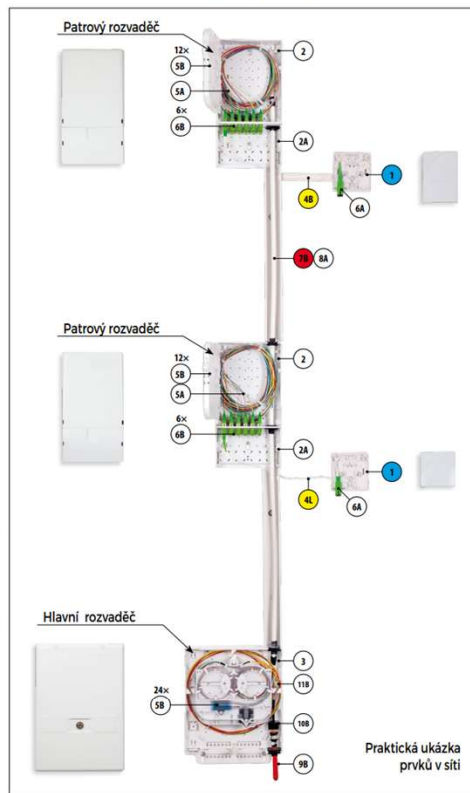 Patrový rozvaděč
12×
5B
5A
6×
6B
2
2A
4B
1
6A
7B
8A
Patrový rozvaděč
12×
5B
5A
6×
6B
2
2A
4L
1
6A
Hlavní rozvaděč
24×
5B
3
11B
10B
9B
Praktická ukázka
prvků v síti